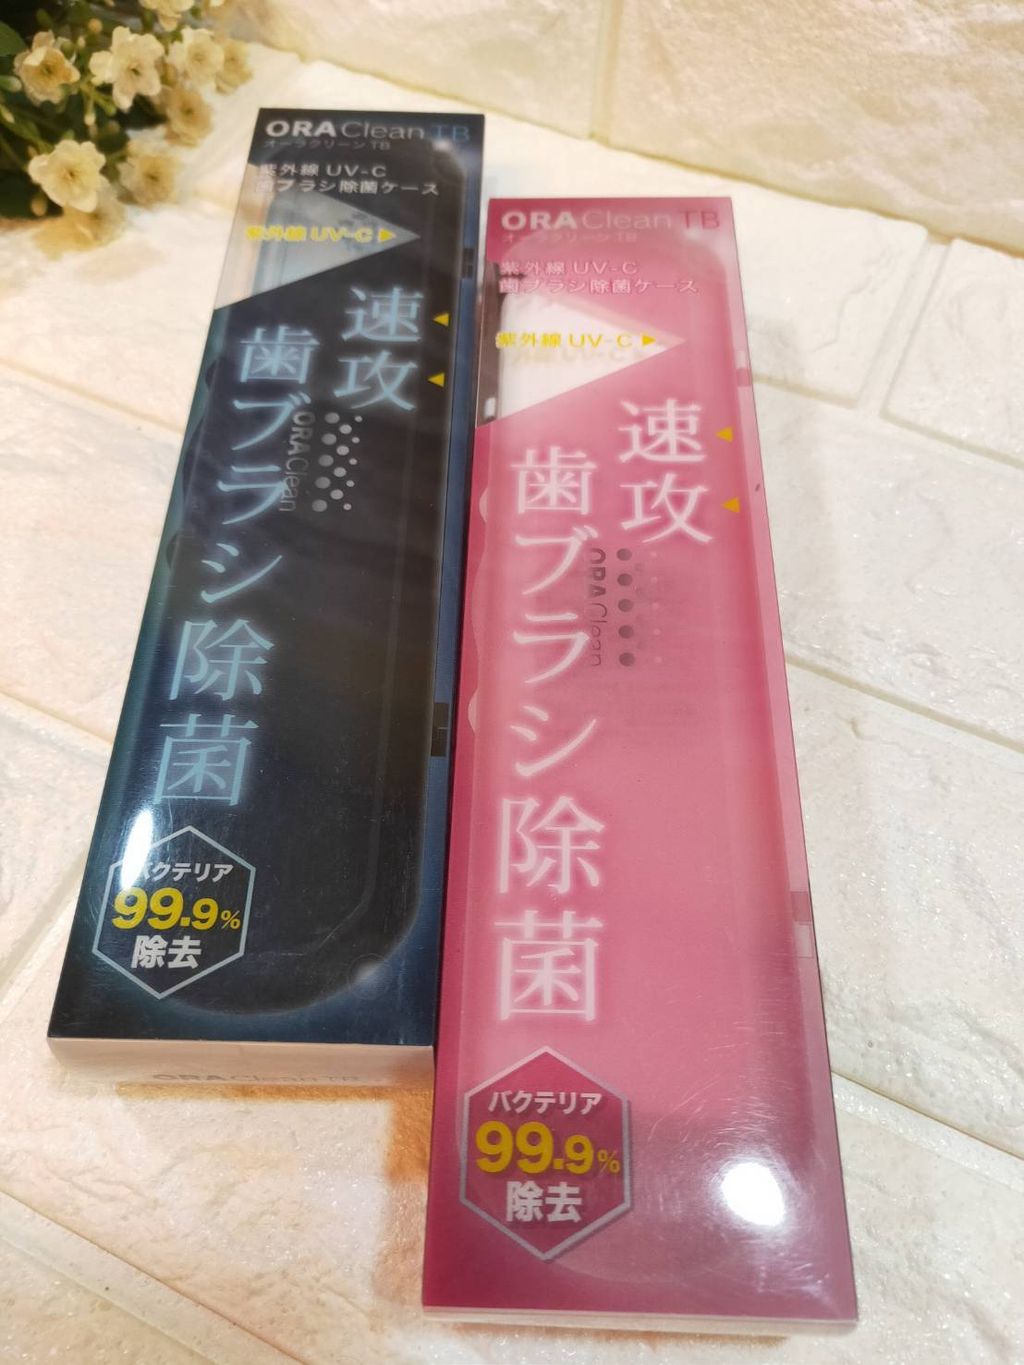 ORA Clean TB
オーラクリーン TB
紫外線 UV-C
歯ブラシ除菌ケース
紫外線 UV-C ▶
速攻
歯ブラシ除菌
ORAClean
バクテリア
99.9%
除去
ORAClean TB
ORA Clean TB
オーラクリーン TB
紫外線 UV-C
歯ブラシ除菌ケース
紫外線 UV-C ▶
速攻
歯ブラシ除菌
ORAClean
バクテリア
99.9%
除去